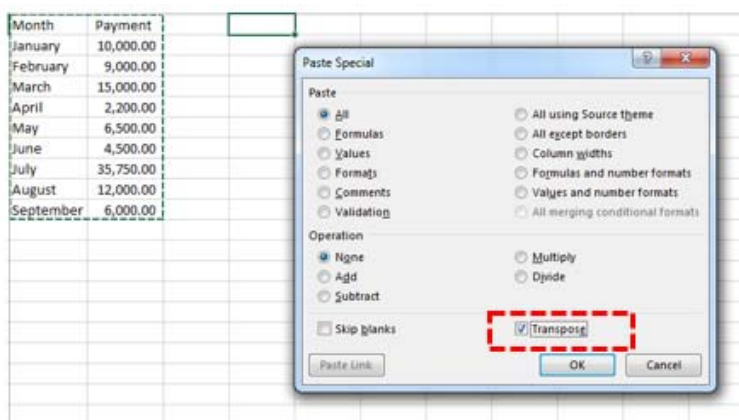 Month Payment
January 10,000.00
February 9,000.00
March 15,000.00
April 2,200.00
May 6,500.00
June 4,500.00
July 35,750.00
August 12,000.00
September 6,000.00
Paste Special
Paste
All
Formulas
Values
Formats
Comments
Validation
All using Source theme
All except borders
Column widths
Formulas and number formats
Values and number formats
All merging conditional formats
Operation
None
Add
Subtract
Multiply
Divide
Skip blanks
Transpose
Paste Link
OK
Cancel